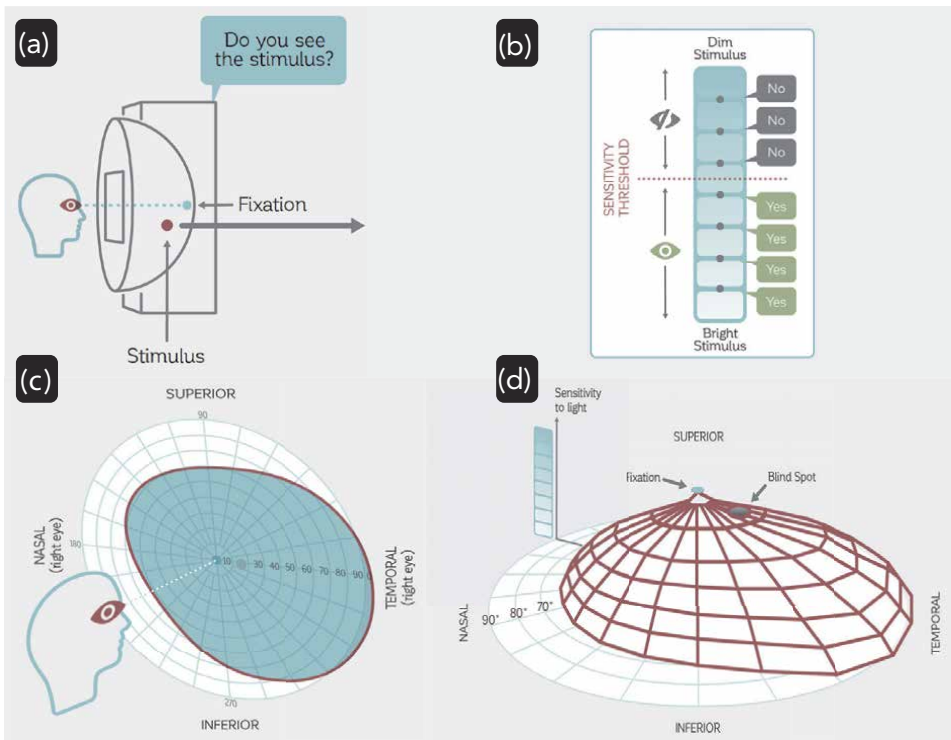 (a)
Do you see
the stimulus?
Fixation
Stimulus
(b)
Dim
Stimulus
No
No
No
SENSITIVITY
THRESHOLD
Yes
Yes
Yes
Yes
Bright
Stimulus
(c)
SUPERIOR
90
NASAL
(right eye)
180
10 30 40 50 60 70 80 90
TEMPORAL
(right eye)
270
INFERIOR
(d)
Sensitivity
to light
SUPERIOR
Fixation
Blind Spot
NASAL
90° 80° 70°
TEMPORAL
INFERIOR